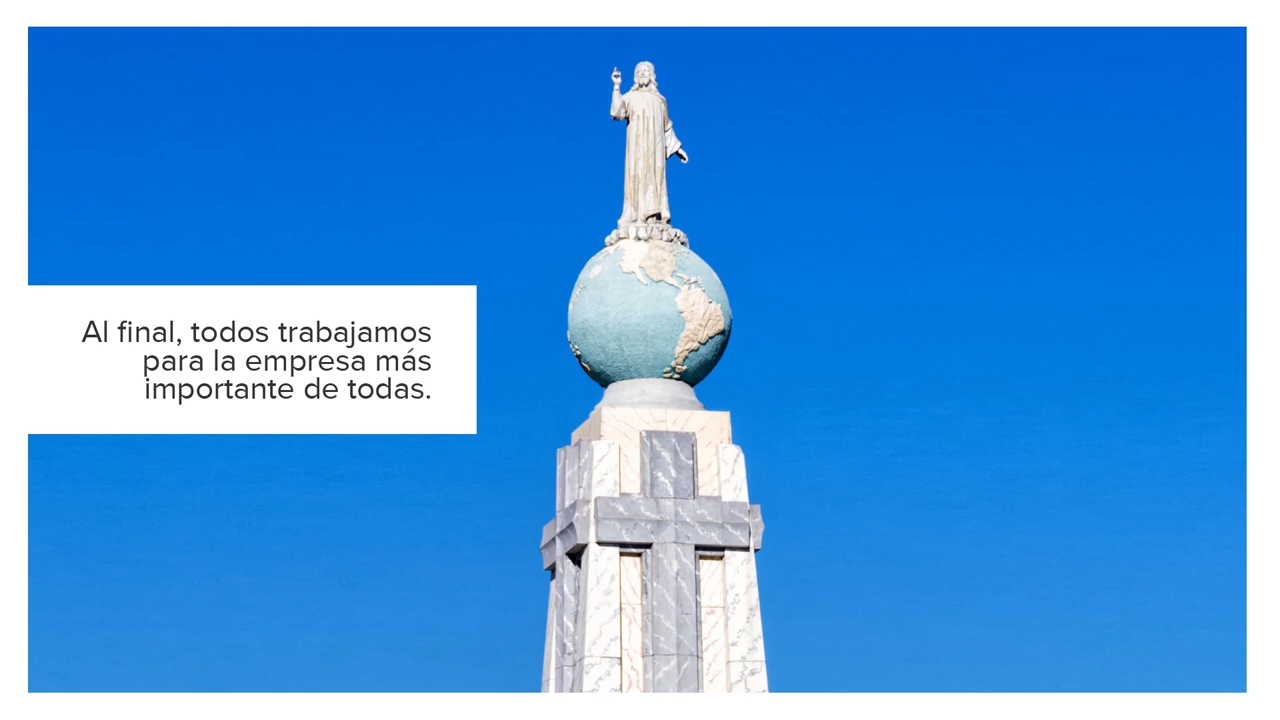 Al final, todos trabajamos
para la empresa más
importante de todas.